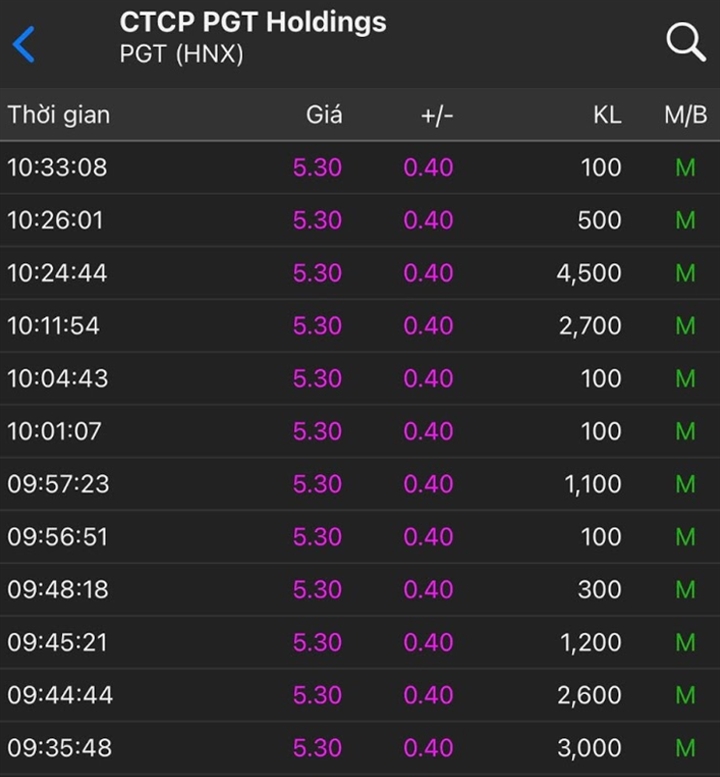 CTCP PGT Holdings
PGT (HNX)
Thời gian Giá +/- KL M/B
10:33:08 5.30 0.40 100 M
10:26:01 5.30 0.40 500 M
10:24:44 5.30 0.40 4,500 M
10:11:54 5.30 0.40 2,700 M
10:04:43 5.30 0.40 100 M
10:01:07 5.30 0.40 100 M
09:57:23 5.30 0.40 1,100 M
09:56:51 5.30 0.40 100 M
09:48:18 5.30 0.40 300 M
09:45:21 5.30 0.40 1,200 M
09:44:44 5.30 0.40 2,600 M
09:35:48 5.30 0.40 3,000 M